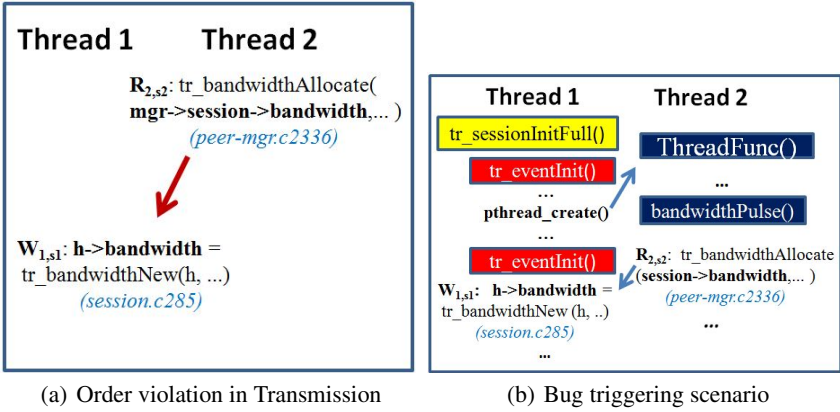 Thread 1 Thread 2
R2,s2: tr_bandwidthAllocate(
mgr->session->bandwidth,... )
(peer-mgr.c2336)
W1,s1: h->bandwidth =
tr_bandwidthNew(h, ...)
(session.c285)
(a) Order violation in Transmission
Thread 1 Thread 2
tr_sessionInitFull()
ThreadFunc()
tr_eventInit()
...
...
pthread_create()
bandwidthPulse()
...
tr_eventInit()
R2,s2: tr_bandwidthAllocate
(session->bandwidth,... )
(peer-mgr.c2336)
...
W1,s1: h->bandwidth =
tr_bandwidthNew (h, ..)
(session.c285)
...
(b) Bug triggering scenario